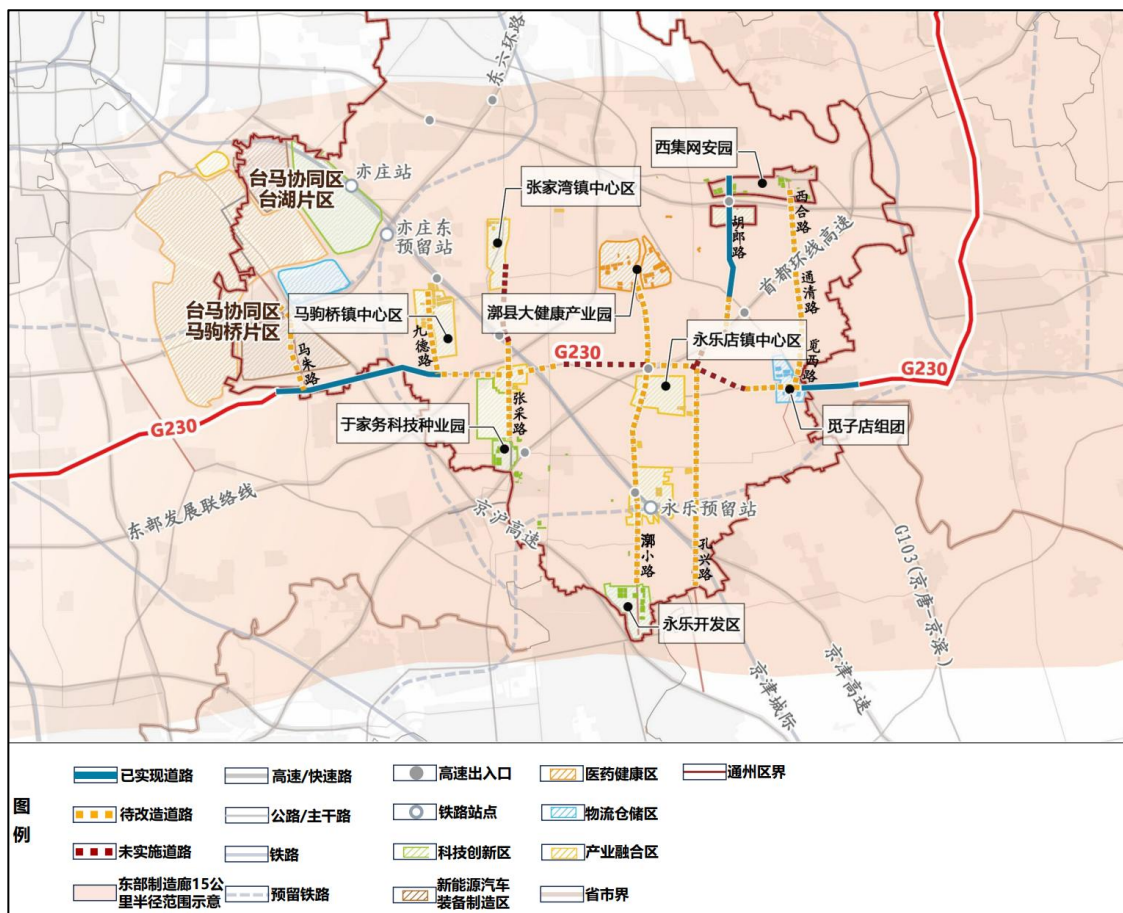 东六环路
西集网安园
张家湾镇中心区
台马协同区
台湖片区
亦庄站
西合路
胡郎路
亦庄东
预留站
首都环线高速
通清路
台马协同区
马驹桥片区
马驹桥镇中心区
漷县大健康产业园
永乐店镇中心区
九德路
G230
觅西路
G230
马朱路
张采路
G230
于家务科技种业园
觅子店组团
东部发展联络线
京沪高速
永乐预留站
漷小路
孔兴路
G103(京唐-京滨)
永乐开发区
京津城际
京津高速
图例
已实现道路
高速/快速路
高速出入口
医药健康区
通州区界
待改造道路
公路/主干路
铁路站点
物流仓储区
未实施道路
铁路
科技创新区
产业融合区
东部制造廊15公
里半径范围示意
预留铁路
新能源汽车
装备制造区
省市界